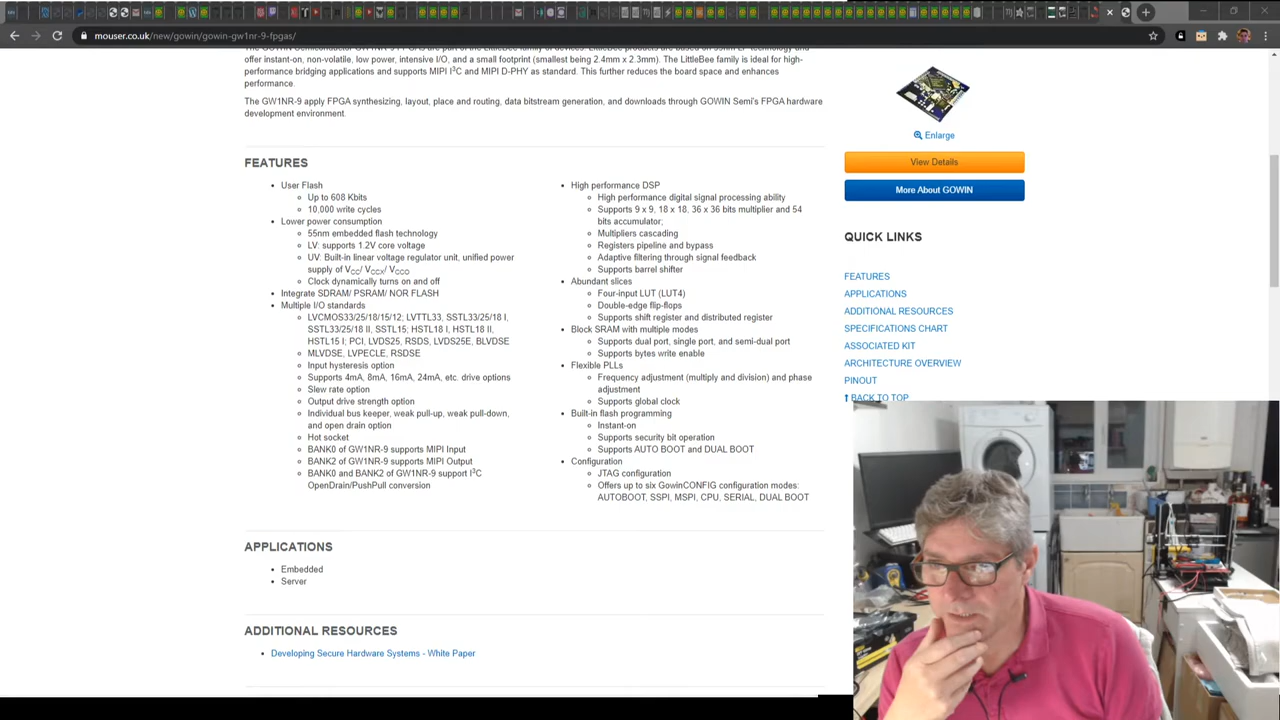 mouser.co.uk/new/gowin/gowin-gw1nr-9-fpgas/
offer instant-on, non-volatile, low power, intensive I/O, and a small footprint (smallest being 2.4mm x 2.3mm). The LittleBee family is ideal for high-
performance bridging applications and supports MIPI I3C and MIPI D-PHY as standard. This further reduces the board space and enhances
performance.
The GW1NR-9 apply FPGA synthesizing, layout, place and routing, data bitstream generation, and downloads through GOWIN Semi's FPGA hardware
development environment.
FEATURES
User Flash
Up to 608 Kbits
10,000 write cycles
Lower power consumption
55nm embedded flash technology
LV: supports 1.2V core voltage
UV: Built-in linear voltage regulator unit, unified power
supply of VCC/ VCCX/ VCCO
Clock dynamically turns on and off
Integrate SDRAM/ PSRAM/ NOR FLASH
Multiple I/O standards
LVCMOS33/25/18/15/12; LVTTL33, SSTL33/25/18 I,
SSTL33/25/18 II, SSTL15; HSTL18 I, HSTL18 II,
HSTL15 I; PCI, LVDS25, RSDS, LVDS25E, BLVDSE
MLVDSE, LVPECLE, RSDSE
Input hysteresis option
Supports 4mA, 8mA, 16mA, 24mA, etc. drive options
Slew rate option
Output drive strength option
Individual bus keeper, weak pull-up, weak pull-down,
and open drain option
Hot socket
BANK0 of GW1NR-9 supports MIPI Input
BANK2 of GW1NR-9 supports MIPI Output
BANK0 and BANK2 of GW1NR-9 support I3C
OpenDrain/PushPull conversion
High performance DSP
High performance digital signal processing ability
Supports 9 x 9, 18 x 18, 36 x 36 bits multiplier and 54
bits accumulator;
Multipliers cascading
Registers pipeline and bypass
Adaptive filtering through signal feedback
Supports barrel shifter
Abundant slices
Four-input LUT (LUT4)
Double-edge flip-flops
Supports shift register and distributed register
Block SRAM with multiple modes
Supports dual port, single port, and semi-dual port
Supports bytes write enable
Flexible PLLs
Frequency adjustment (multiply and division) and phase
adjustment
Supports global clock
Built-in flash programming
Instant-on
Supports security bit operation
Supports AUTO BOOT and DUAL BOOT
Configuration
JTAG configuration
Offers up to six GowinCONFIG configuration modes:
AUTOBOOT, SSPI, MSPI, CPU, SERIAL, DUAL BOOT
APPLICATIONS
Embedded
Server
ADDITIONAL RESOURCES
Developing Secure Hardware Systems - White Paper
Enlarge
View Details
More About GOWIN
QUICK LINKS
FEATURES
APPLICATIONS
ADDITIONAL RESOURCES
SPECIFICATIONS CHART
ASSOCIATED KIT
ARCHITECTURE OVERVIEW
PINOUT
BACK TO TOP